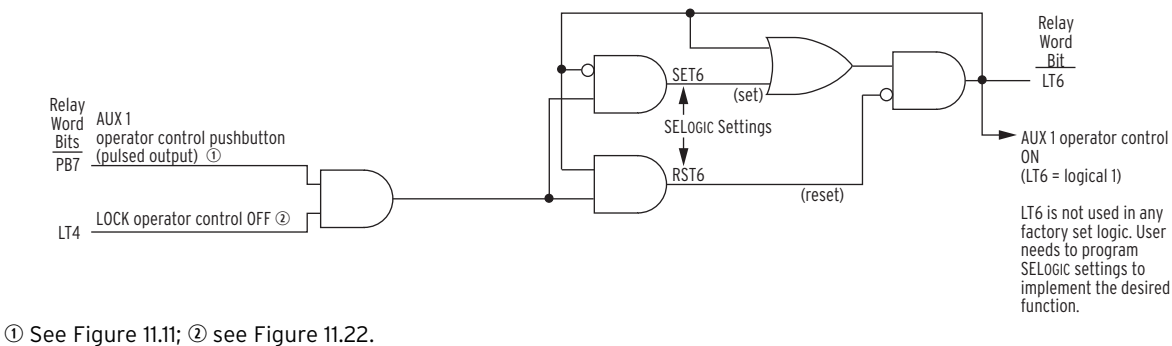 Relay
Word
Bits
PB7
AUX 1
operator control pushbutton
(pulsed output) ①
LT4
LOCK operator control OFF ②
SET6
(set)
SELOGIC Settings
RST6
(reset)
Relay
Word
Bit
LT6
AUX 1 operator control
ON
(LT6 = logical 1)
LT6 is not used in any
factory set logic. User
needs to program
SELOGIC settings to
implement the desired
function.
① See Figure 11.11; ② see Figure 11.22.